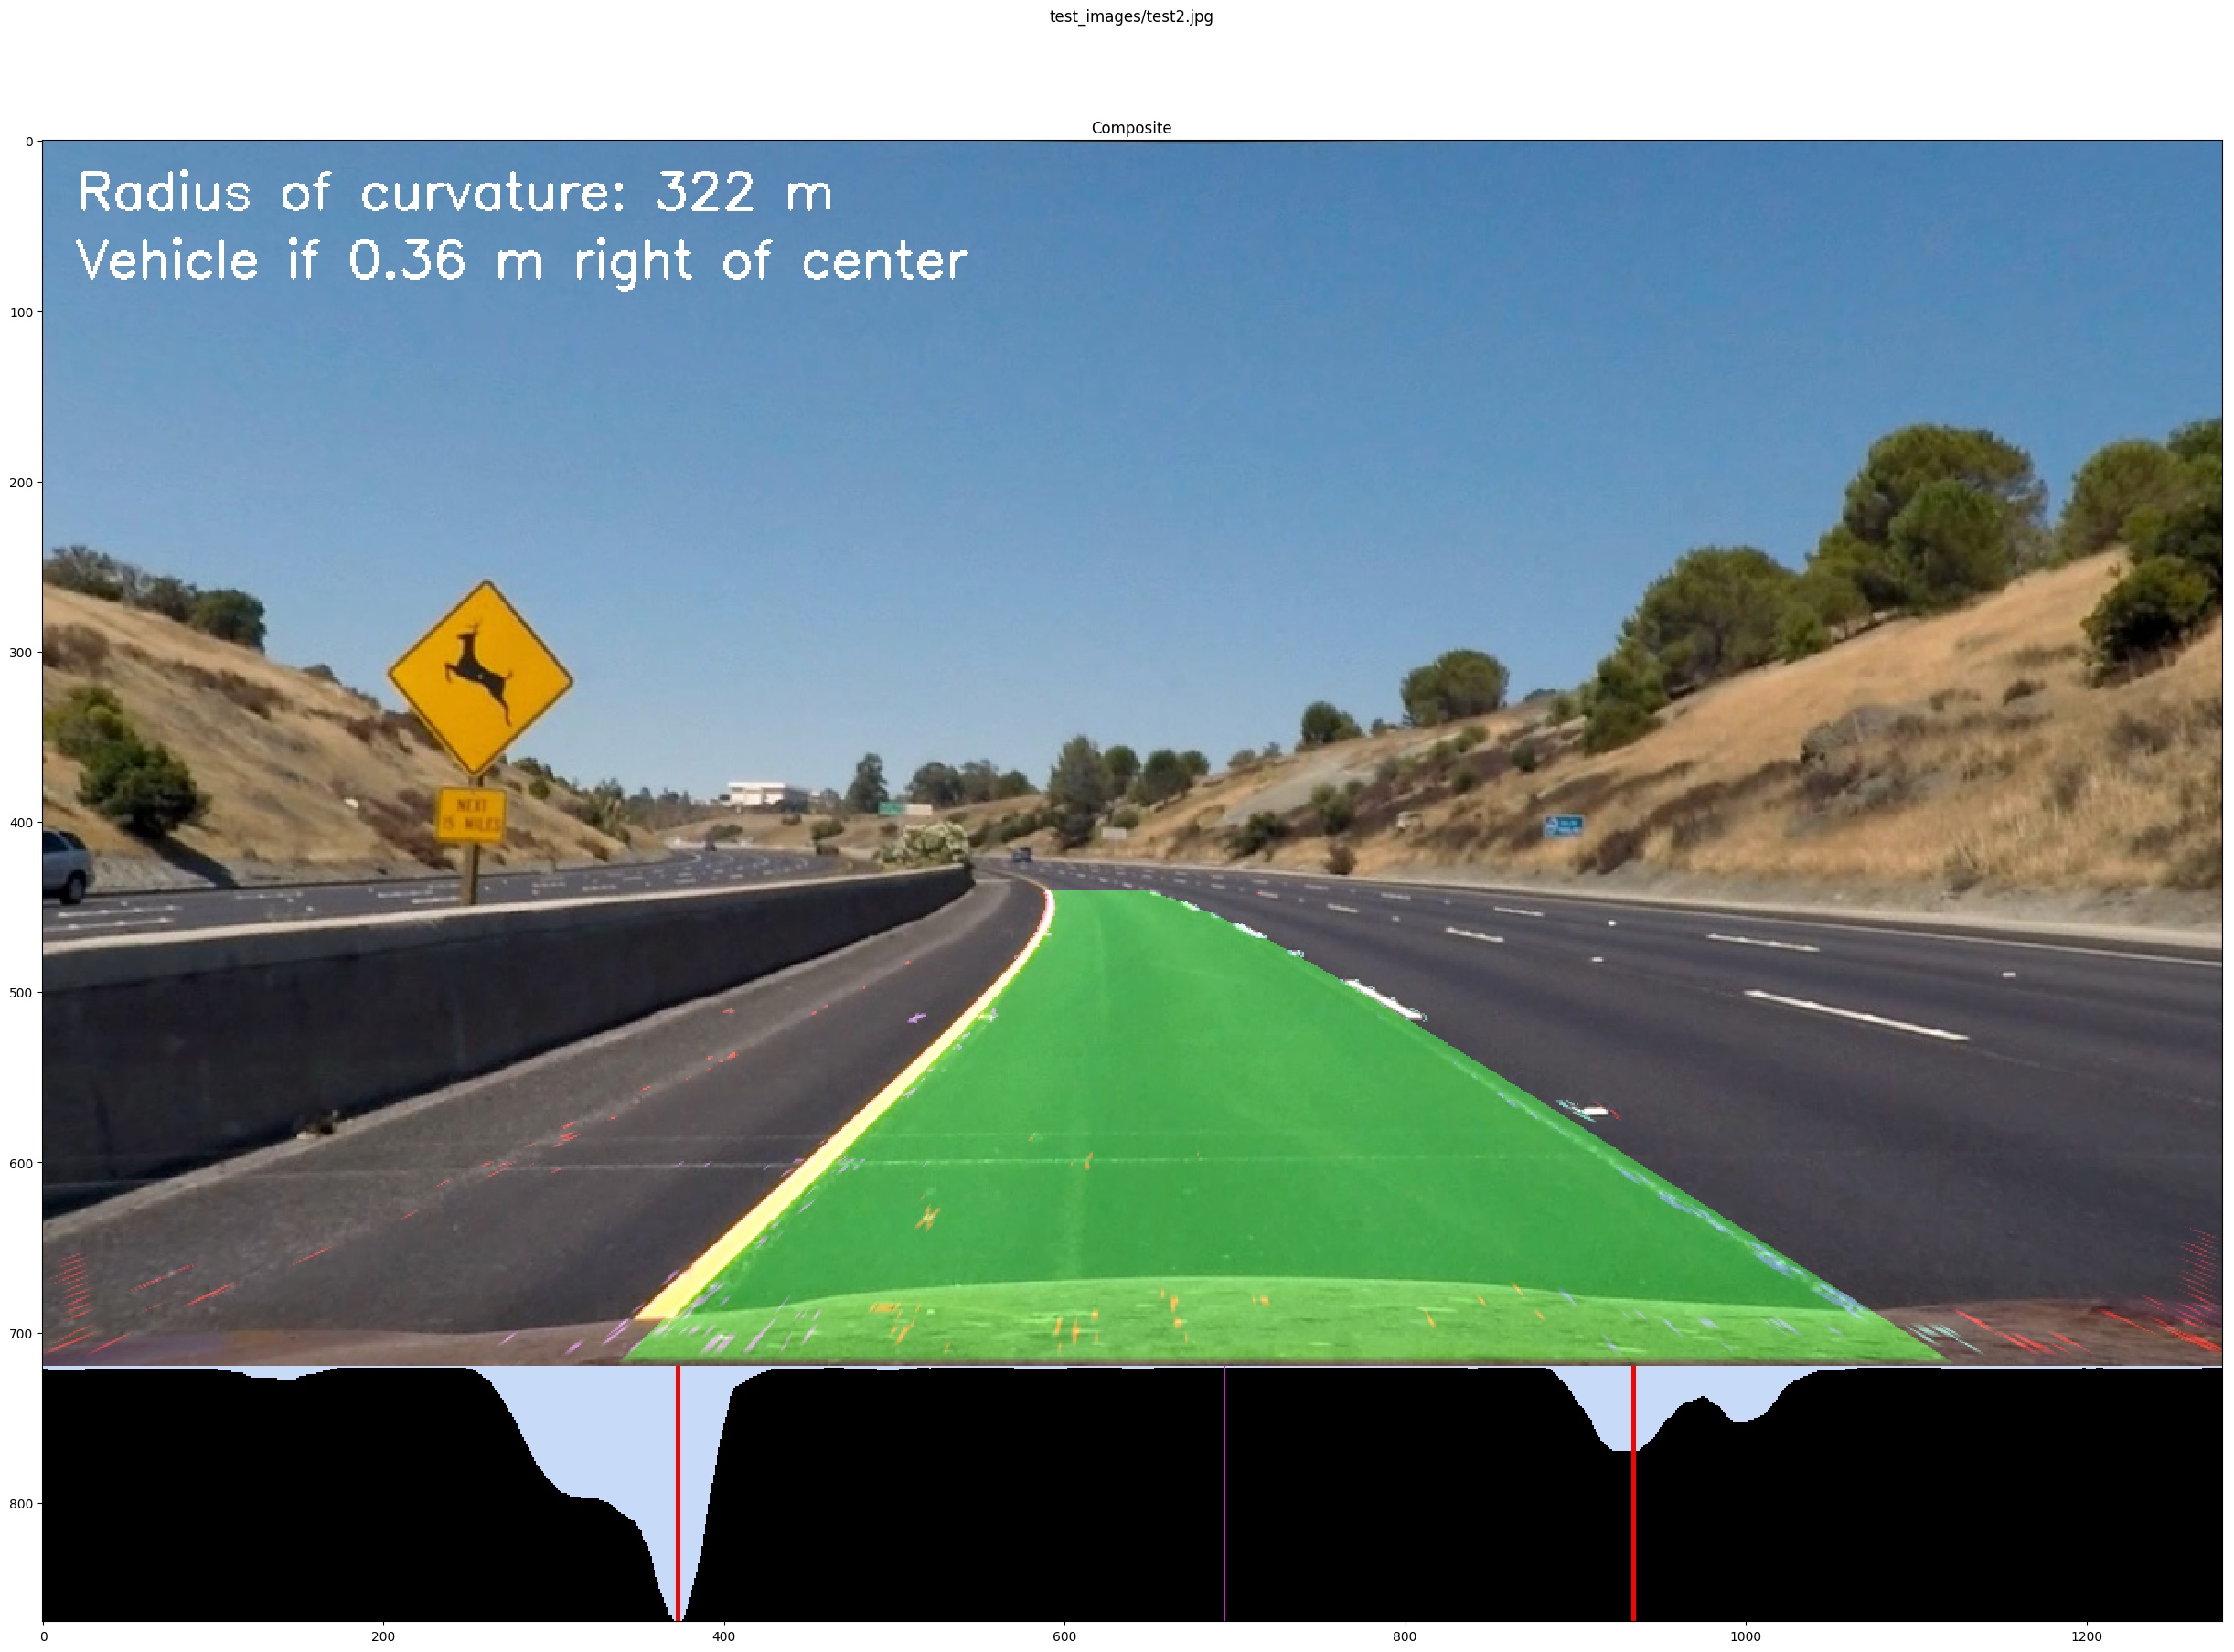 test_images/test2.jpg
Composite
0
100
200
300
400
500
600
700
800
Radius of curvature: 322 m
Vehicle if 0.36 m right of center
NEXT
15 MILES
0
200
400
600
800
1000
1200